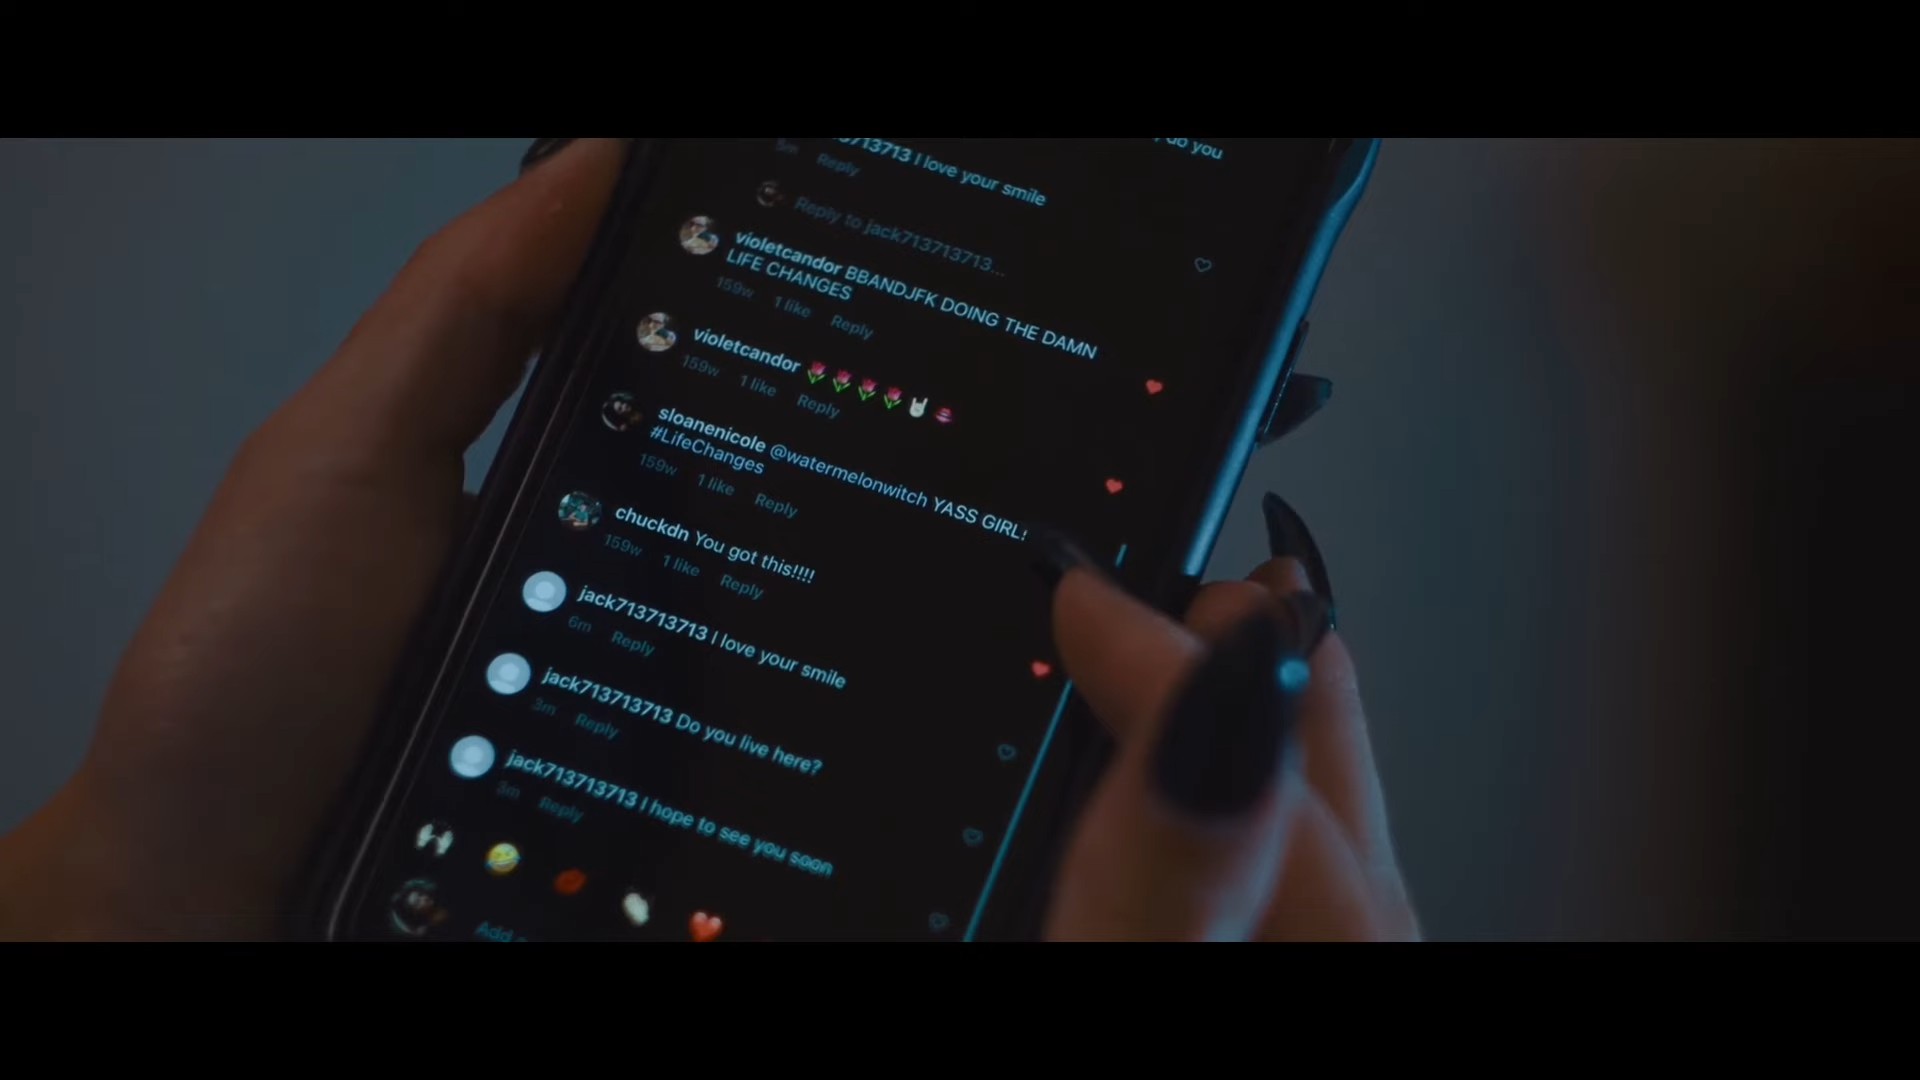 do you
713713 I love your smile
5m Reply
Reply to jack713713713...
violetcandor BBANDJFK DOING THE DAMN
LIFE CHANGES
159w 1 like Reply
violetcandor 🌷🌷🌷🌷🤘💋
159w 1 like Reply
sloanenicole @watermelonwitch YASS GIRL!
#LifeChanges
159w 1 like Reply
chuckdn You got this!!!!
159w 1 like Reply
jack713713713 I love your smile
6m Reply
jack713713713 Do you live here?
3m Reply
jack713713713 I hope to see you soon
3m Reply
Add